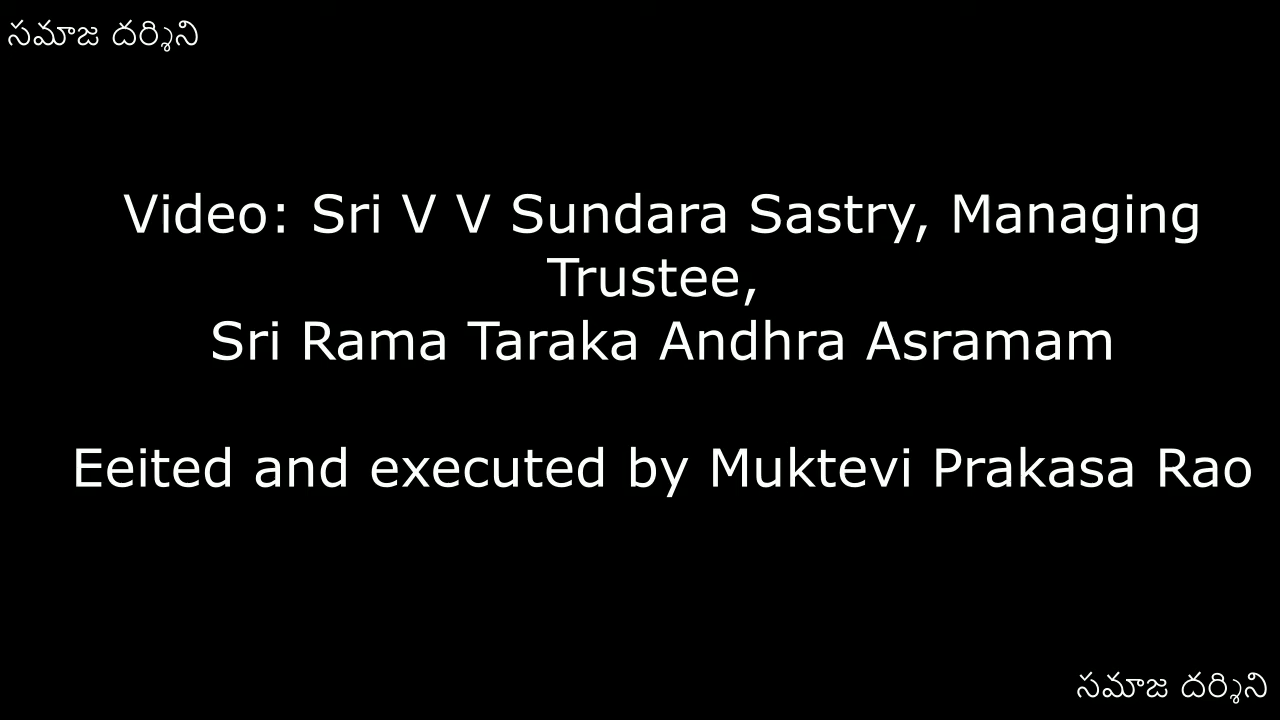 సమాజ దర్శిని
Video: Sri V V Sundara Sastry, Managing
Trustee,
Sri Rama Taraka Andhra Asramam
Eeited and executed by Muktevi Prakasa Rao
సమాజ దర్శిని